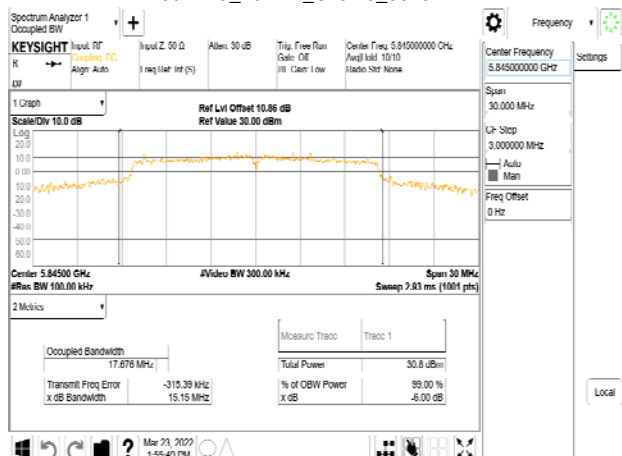 Spectrum Analyzer 1
Occupied BW
Frequency
KEYSIGHT
Input: RF
Coupling: DC
Align: Auto
Input Z: 50 Ω
Freq Ref: Int (S)
Atten: 30 dB
Trig: Free Run
Gate: Off
#IF Gain: Low
Center Freq: 5.845000000 GHz
Avg|Hold: 10/10
Radio Std: None
R
1 Graph
Scale/Div 10.0 dB
Ref Lvl Offset 10.86 dB
Ref Value 30.00 dBm
Log
20.0
10.0
0.00
-10.0
-20.0
-30.0
-40.0
-50.0
-60.0
Center 5.84500 GHz
#Res BW 100.00 kHz
#Video BW 300.00 kHz
Span 30 MHz
Sweep 2.93 ms (1001 pts)
2 Metrics
Measure Trace
Trace 1
Occupied Bandwidth
17.676 MHz
Total Power
30.8 dBm
Transmit Freq Error
-315.39 kHz
% of OBW Power
99.00 %
x dB Bandwidth
15.15 MHz
x dB
-6.00 dB
Mar 23, 2022
1:55:40 PM
Center Frequency
5.845000000 GHz
Settings
Span
30.000 MHz
CF Step
3.000000 MHz
Auto
Man
Freq Offset
0 Hz
Local